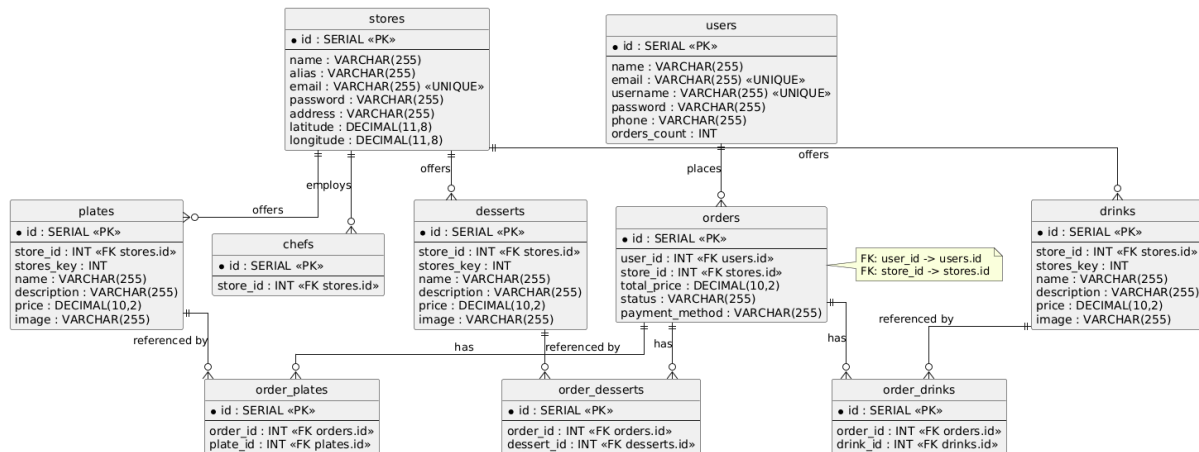 stores
id : SERIAL «PK»
name : VARCHAR(255)
alias : VARCHAR(255)
email : VARCHAR(255) «UNIQUE»
password : VARCHAR(255)
address : VARCHAR(255)
latitude : DECIMAL(11,8)
longitude : DECIMAL(11,8)
users
id : SERIAL «PK»
name : VARCHAR(255)
email : VARCHAR(255) «UNIQUE»
username : VARCHAR(255) «UNIQUE»
password : VARCHAR(255)
phone : VARCHAR(255)
orders_count : INT
offers
employs
offers
places
offers
plates
id : SERIAL «PK»
store_id : INT «FK stores.id»
stores_key : INT
name : VARCHAR(255)
description : VARCHAR(255)
price : DECIMAL(10,2)
image : VARCHAR(255)
chefs
id : SERIAL «PK»
store_id : INT «FK stores.id»
desserts
id : SERIAL «PK»
store_id : INT «FK stores.id»
stores_key : INT
name : VARCHAR(255)
description : VARCHAR(255)
price : DECIMAL(10,2)
image : VARCHAR(255)
orders
id : SERIAL «PK»
user_id : INT «FK users.id»
store_id : INT «FK stores.id»
total_price : DECIMAL(10,2)
status : VARCHAR(255)
payment_method : VARCHAR(255)
FK: user_id -> users.id
FK: store_id -> stores.id
drinks
id : SERIAL «PK»
store_id : INT «FK stores.id»
stores_key : INT
name : VARCHAR(255)
description : VARCHAR(255)
price : DECIMAL(10,2)
image : VARCHAR(255)
referenced by
has
referenced by
has
has
referenced by
order_plates
id : SERIAL «PK»
order_id : INT «FK orders.id»
plate_id : INT «FK plates.id»
order_desserts
id : SERIAL «PK»
order_id : INT «FK orders.id»
dessert_id : INT «FK desserts.id»
order_drinks
id : SERIAL «PK»
order_id : INT «FK orders.id»
drink_id : INT «FK drinks.id»